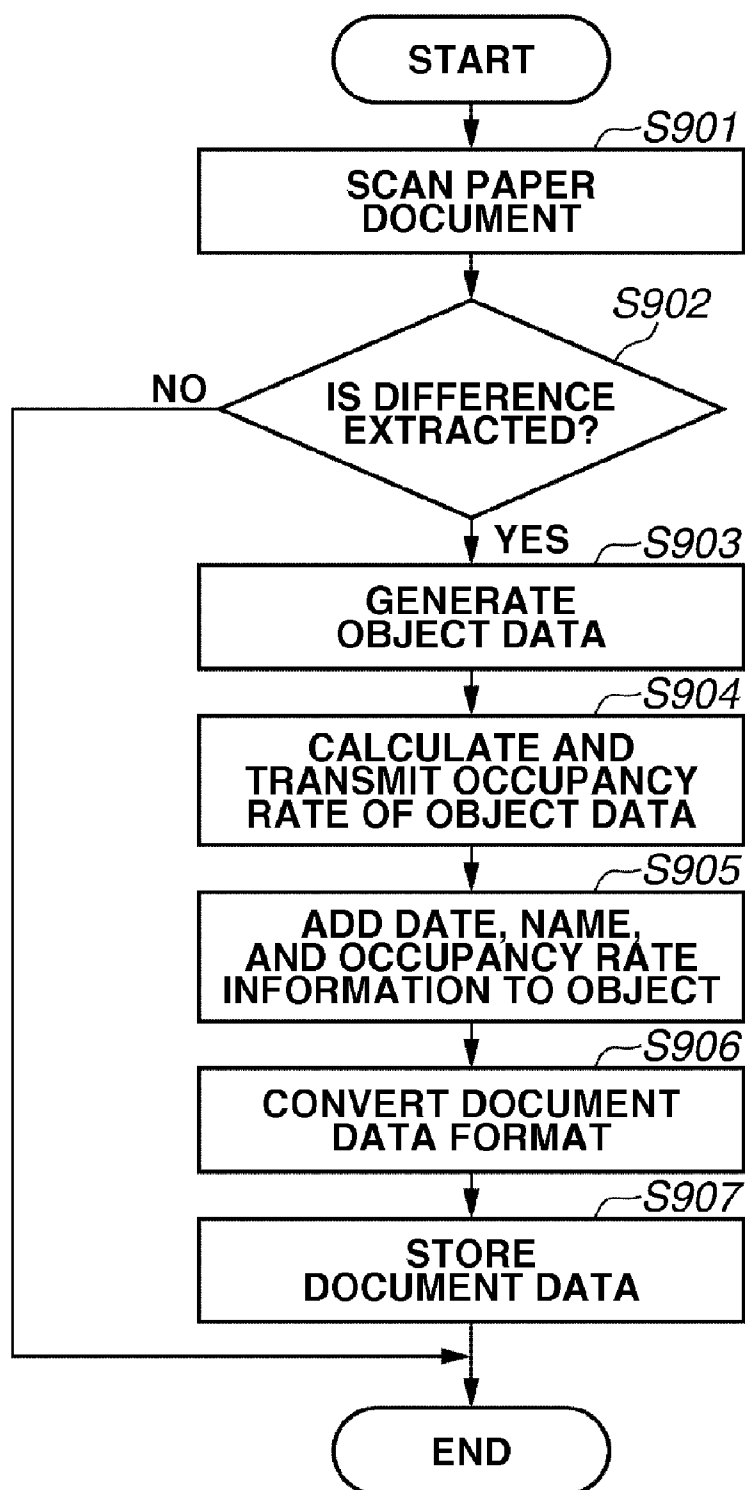 START
S901
SCAN PAPER
DOCUMENT
S902
NO
IS DIFFERENCE
EXTRACTED?
YES
S903
GENERATE
OBJECT DATA
S904
CALCULATE AND
TRANSMIT OCCUPANCY
RATE OF OBJECT DATA
S905
ADD DATE, NAME,
AND OCCUPANCY RATE
INFORMATION TO OBJECT
S906
CONVERT DOCUMENT
DATA FORMAT
S907
STORE
DOCUMENT DATA
END